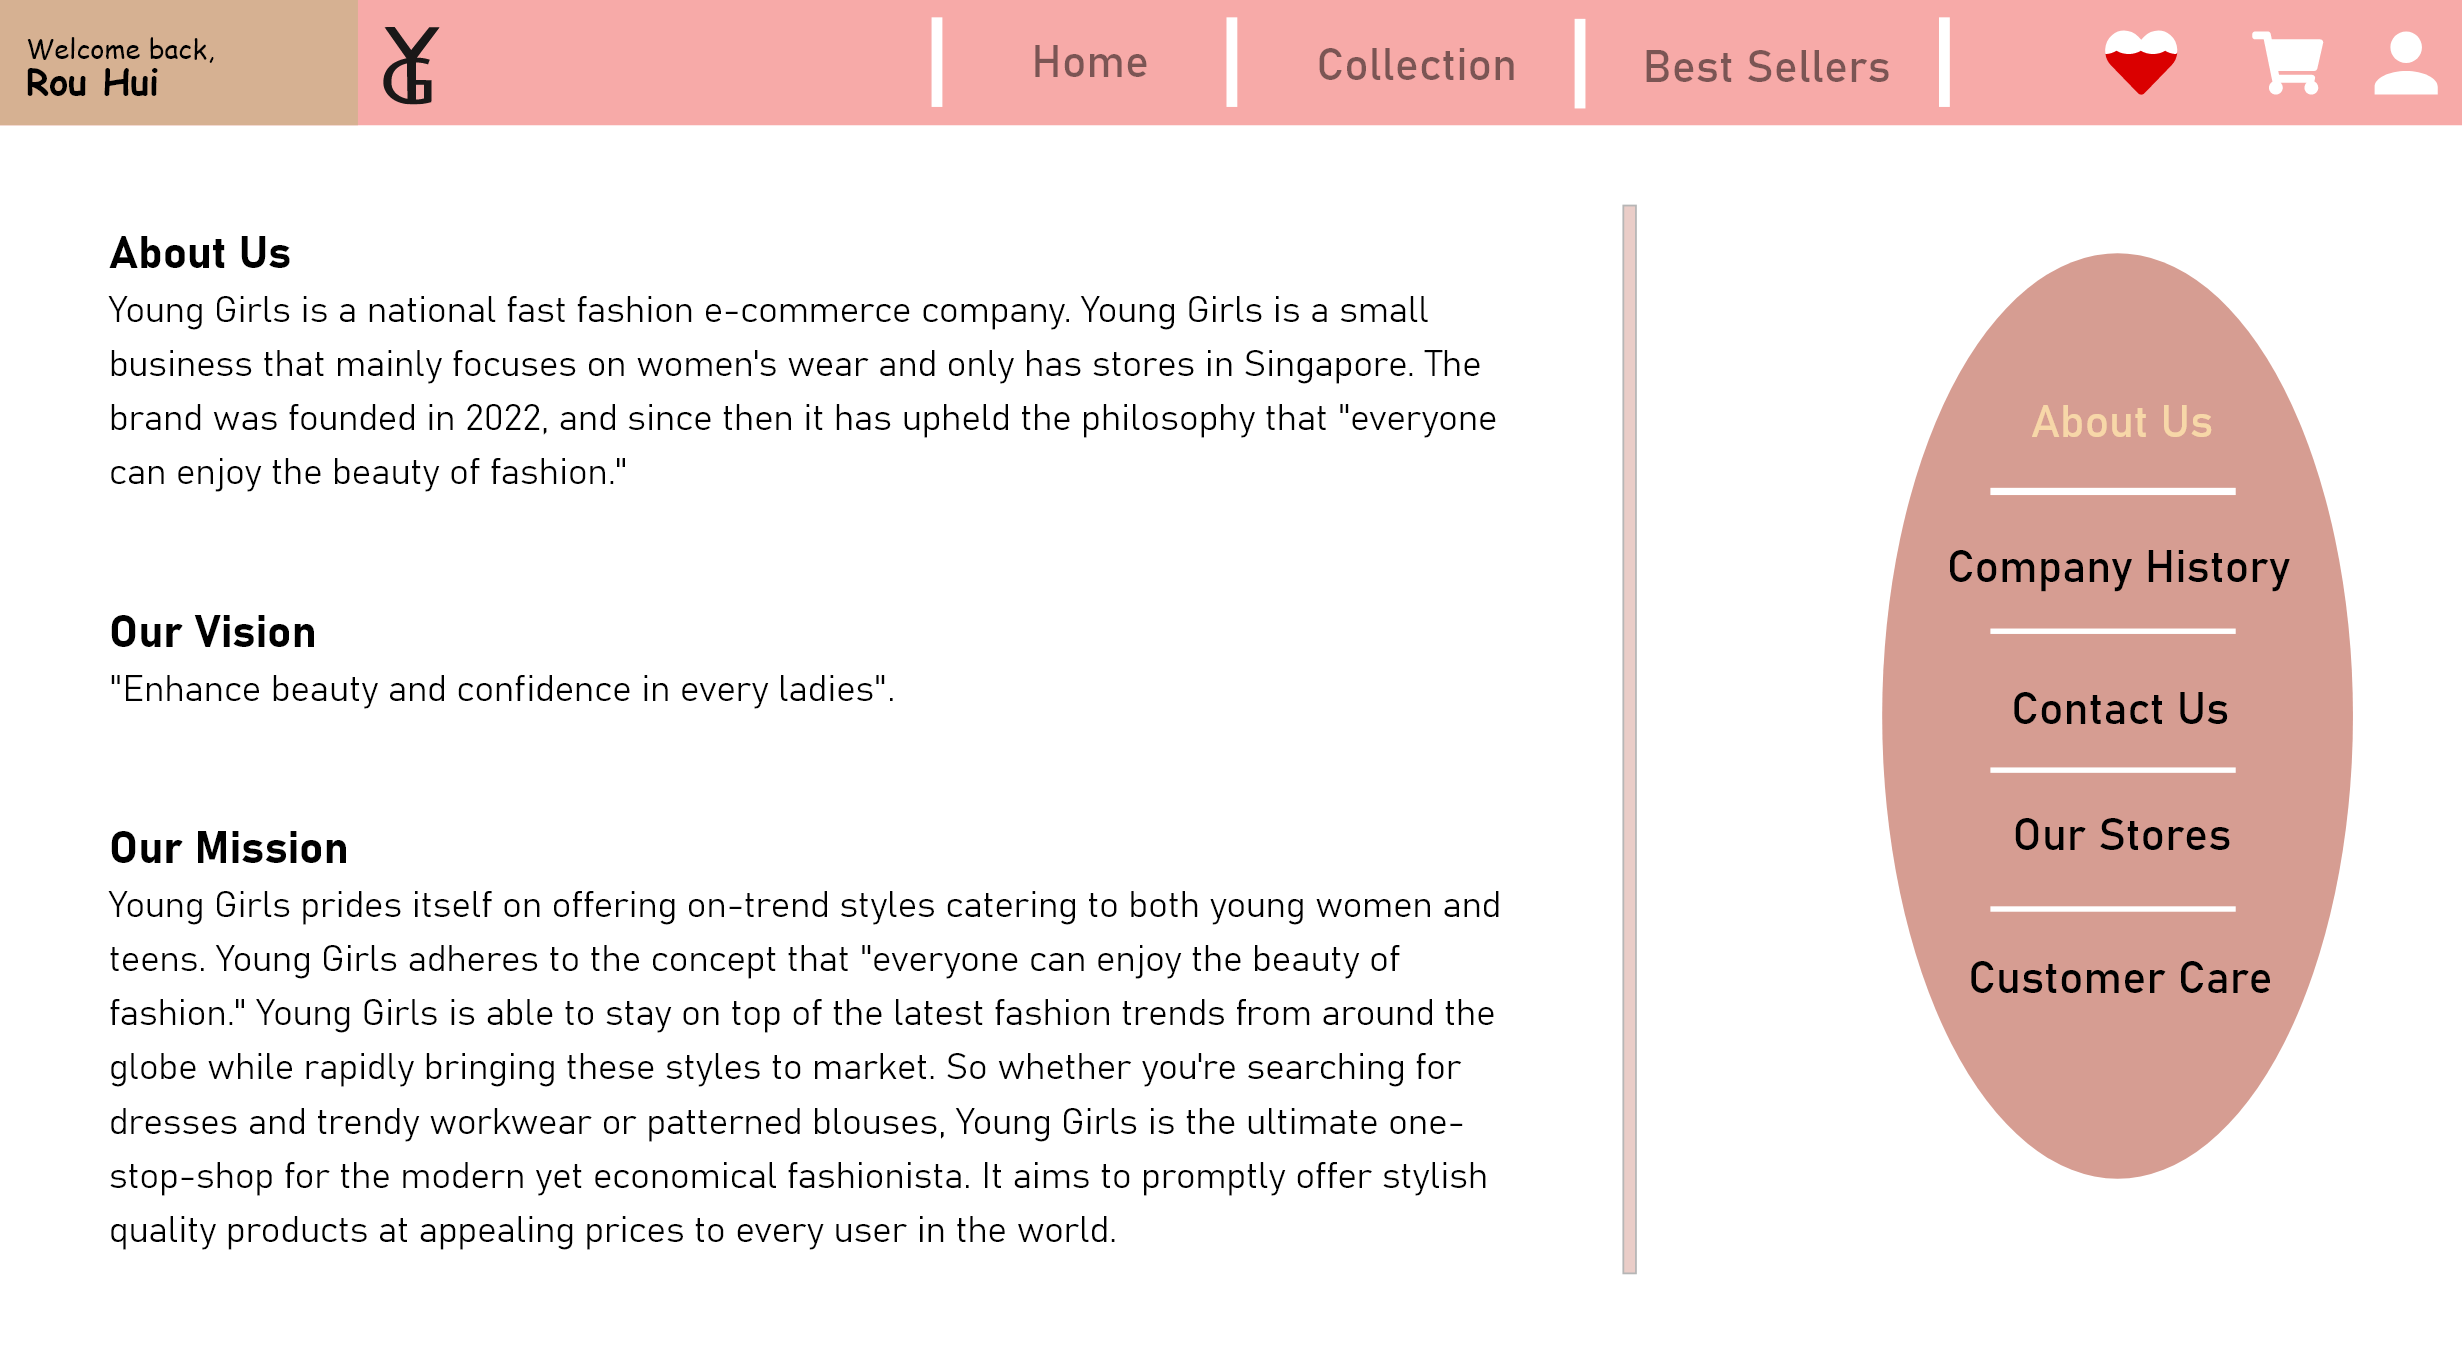 Welcome back,
Rou Hui
YG
Home
Collection
Best Sellers
About Us
Young Girls is a national fast fashion e-commerce company. Young Girls is a small
business that mainly focuses on women's wear and only has stores in Singapore. The
brand was founded in 2022, and since then it has upheld the philosophy that "everyone
can enjoy the beauty of fashion."
Our Vision
"Enhance beauty and confidence in every ladies".
Our Mission
Young Girls prides itself on offering on-trend styles catering to both young women and
teens. Young Girls adheres to the concept that "everyone can enjoy the beauty of
fashion." Young Girls is able to stay on top of the latest fashion trends from around the
globe while rapidly bringing these styles to market. So whether you're searching for
dresses and trendy workwear or patterned blouses, Young Girls is the ultimate one-
stop-shop for the modern yet economical fashionista. It aims to promptly offer stylish
quality products at appealing prices to every user in the world.
About Us
Company History
Contact Us
Our Stores
Customer Care